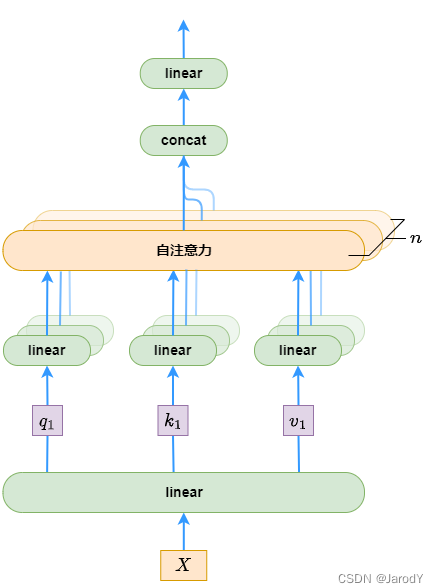 linear
concat
自注意力
n
linear linear linear
q₁ k₁ v₁
linear
X
CSDN @JarodY